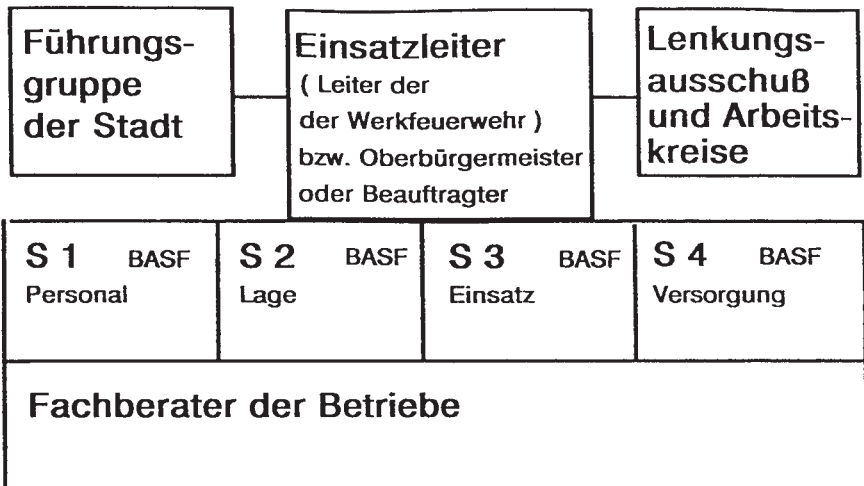 Führungs-
gruppe
der Stadt
Einsatzleiter
( Leiter der
der Werkfeuerwehr )
bzw. Oberbürgermeister
oder Beauftragter
Lenkungs-
ausschuß
und Arbeits-
kreise
S 1 BASF
Personal
S 2 BASF
Lage
S 3 BASF
Einsatz
S 4 BASF
Versorgung
Fachberater der Betriebe